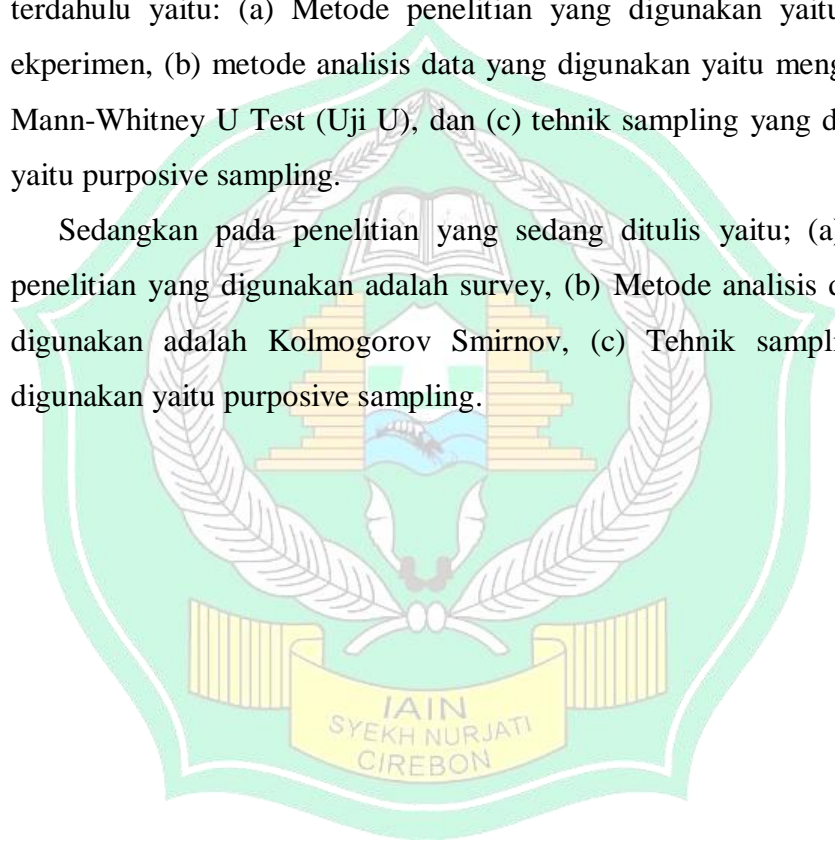 terdahulu yaitu: (a) Metode penelitian yang digunakan yaitu
ekperimen, (b) metode analisis data yang digunakan yaitu meng
Mann-Whitney U Test (Uji U), dan (c) tehnik sampling yang d
yaitu purposive sampling.
Sedangkan pada penelitian yang sedang ditulis yaitu; (a)
penelitian yang digunakan adalah survey, (b) Metode analisis d
digunakan adalah Kolmogorov Smirnov, (c) Tehnik sampli
digunakan yaitu purposive sampling.
IAIN
SYEKH NURJATI
CIREBON